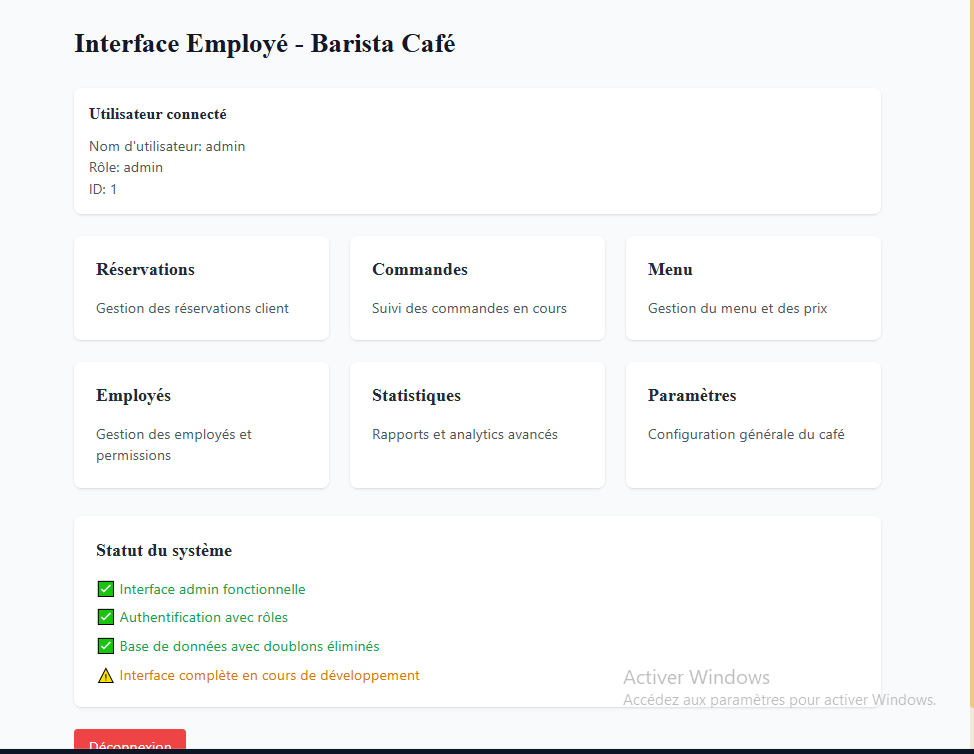 Interface Employé - Barista Café
Utilisateur connecté
Nom d'utilisateur: admin
Rôle: admin
ID: 1
Réservations
Gestion des réservations client
Commandes
Suivi des commandes en cours
Menu
Gestion du menu et des prix
Employés
Gestion des employés et
permissions
Statistiques
Rapports et analytics avancés
Paramètres
Configuration générale du café
Statut du système
✅ Interface admin fonctionnelle
✅ Authentification avec rôles
✅ Base de données avec doublons éliminés
⚠️ Interface complète en cours de développement
Activer Windows
Accédez aux paramètres pour activer Windows.
Déconnexion